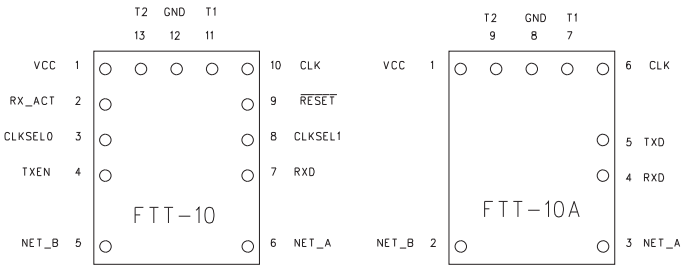 T2 GND T1
13 12 11
VCC 1 10 CLK
RX_ACT 2 9 RESET
CLKSEL0 3 8 CLKSEL1
TXEN 4 7 RXD
FTT-10
NET_B 5 6 NET_A
T2 GND T1
9 8 7
VCC 1 6 CLK
5 TXD
4 RXD
FTT-10A
NET_B 2 3 NET_A